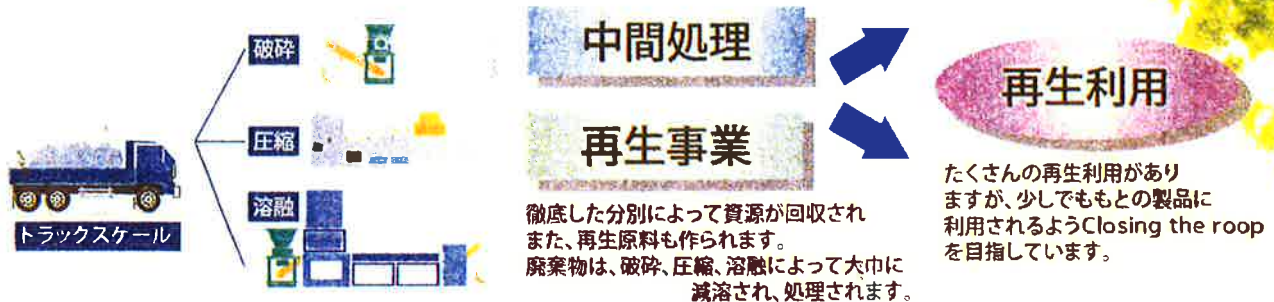 破砕
圧縮
溶融
トラックスケール
中間処理
再生事業
徹底した分別によって資源が回収され
また、再生原料も作られます。
廃棄物は、破砕、圧縮、溶融によって大巾に
減溶され、処理されます。
再生利用
たくさんの再生利用があり
ますが、少しでももとの製品に
利用されるようClosing the roop
を目指しています。